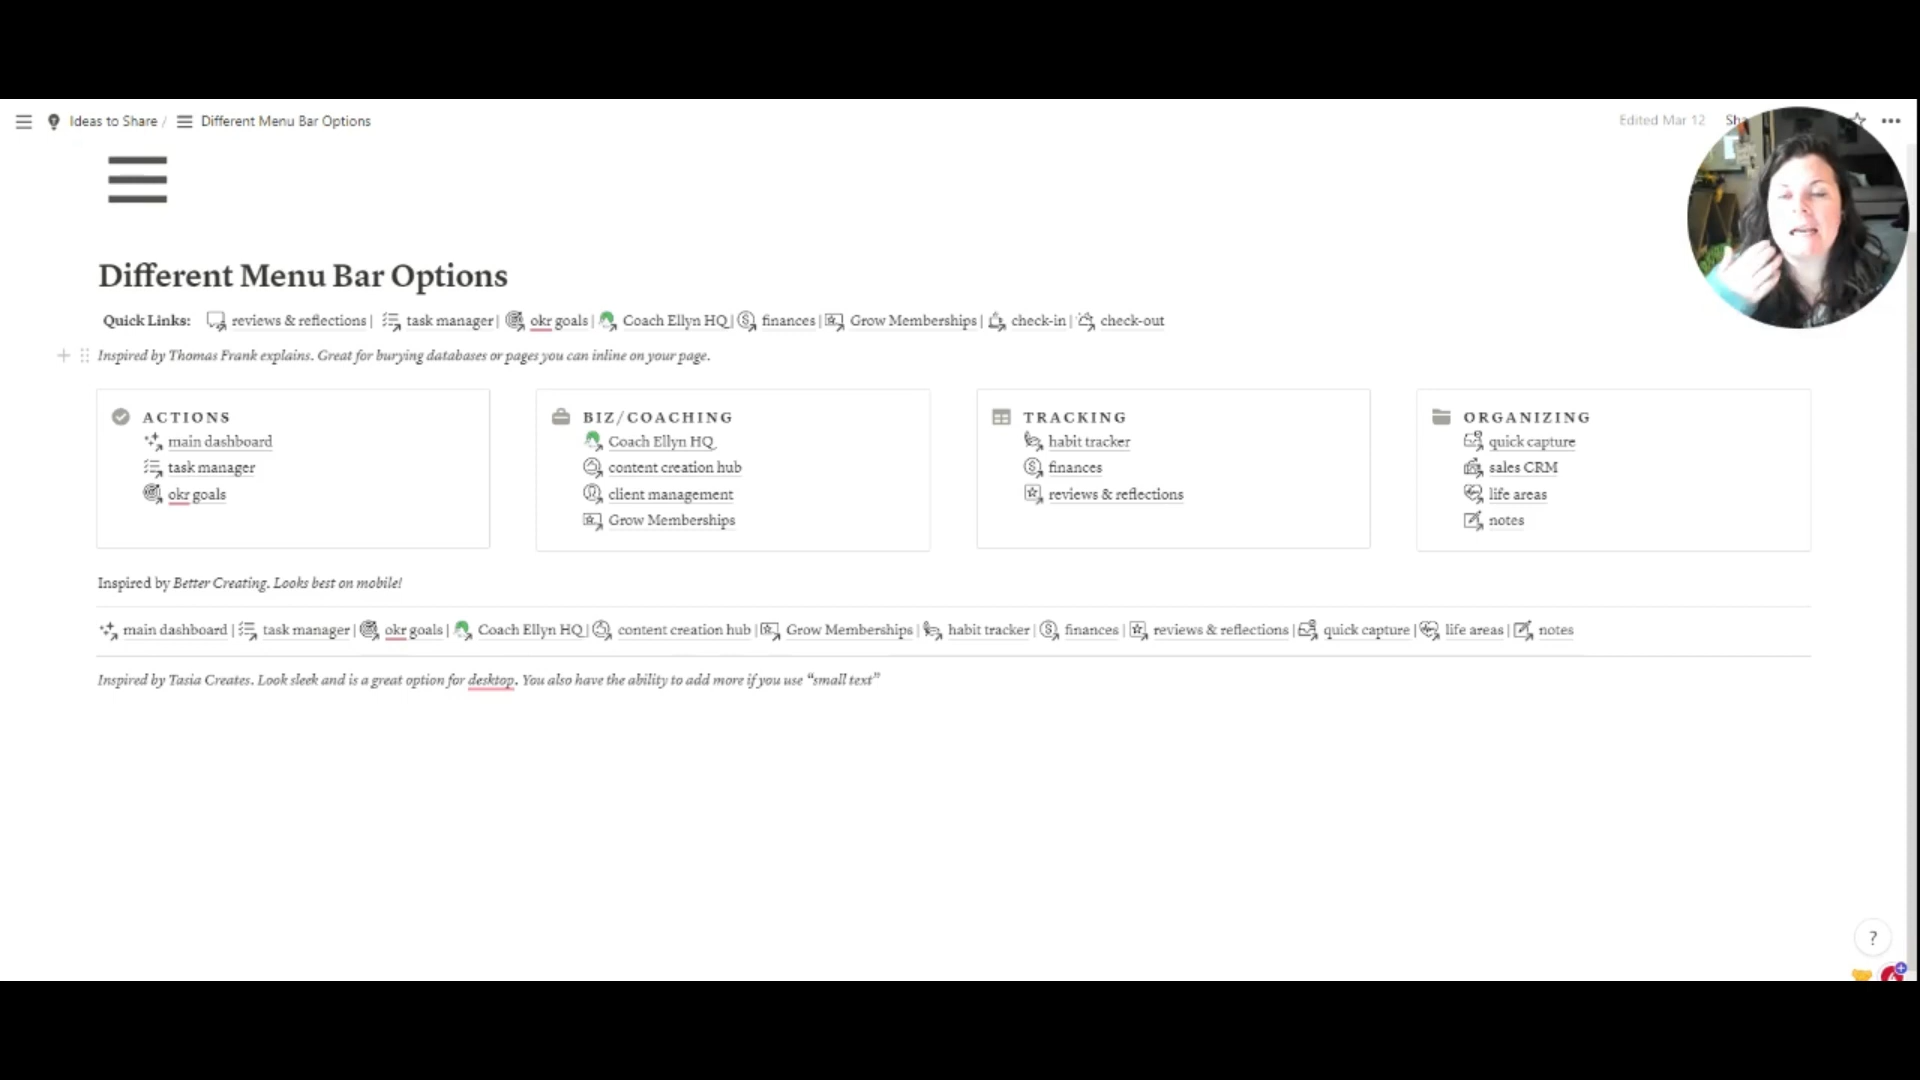 Ideas to Share / Different Menu Bar Options
Edited Mar 12
Different Menu Bar Options
Quick Links: reviews & reflections | task manager | okr goals | Coach Ellyn HQ | finances | Grow Memberships | check-in | check-out
Inspired by Thomas Frank explains. Great for burying databases or pages you can inline on your page.
ACTIONS
main dashboard
task manager
okr goals
BIZ/COACHING
Coach Ellyn HQ
content creation hub
client management
Grow Memberships
TRACKING
habit tracker
finances
reviews & reflections
ORGANIZING
quick capture
sales CRM
life areas
notes
Inspired by Better Creating. Looks best on mobile!
main dashboard | task manager | okr goals | Coach Ellyn HQ | content creation hub | Grow Memberships | habit tracker | finances | reviews & reflections | quick capture | life areas | notes
Inspired by Tasia Creates. Look sleek and is a great option for desktop. You also have the ability to add more if you use “small text”
?